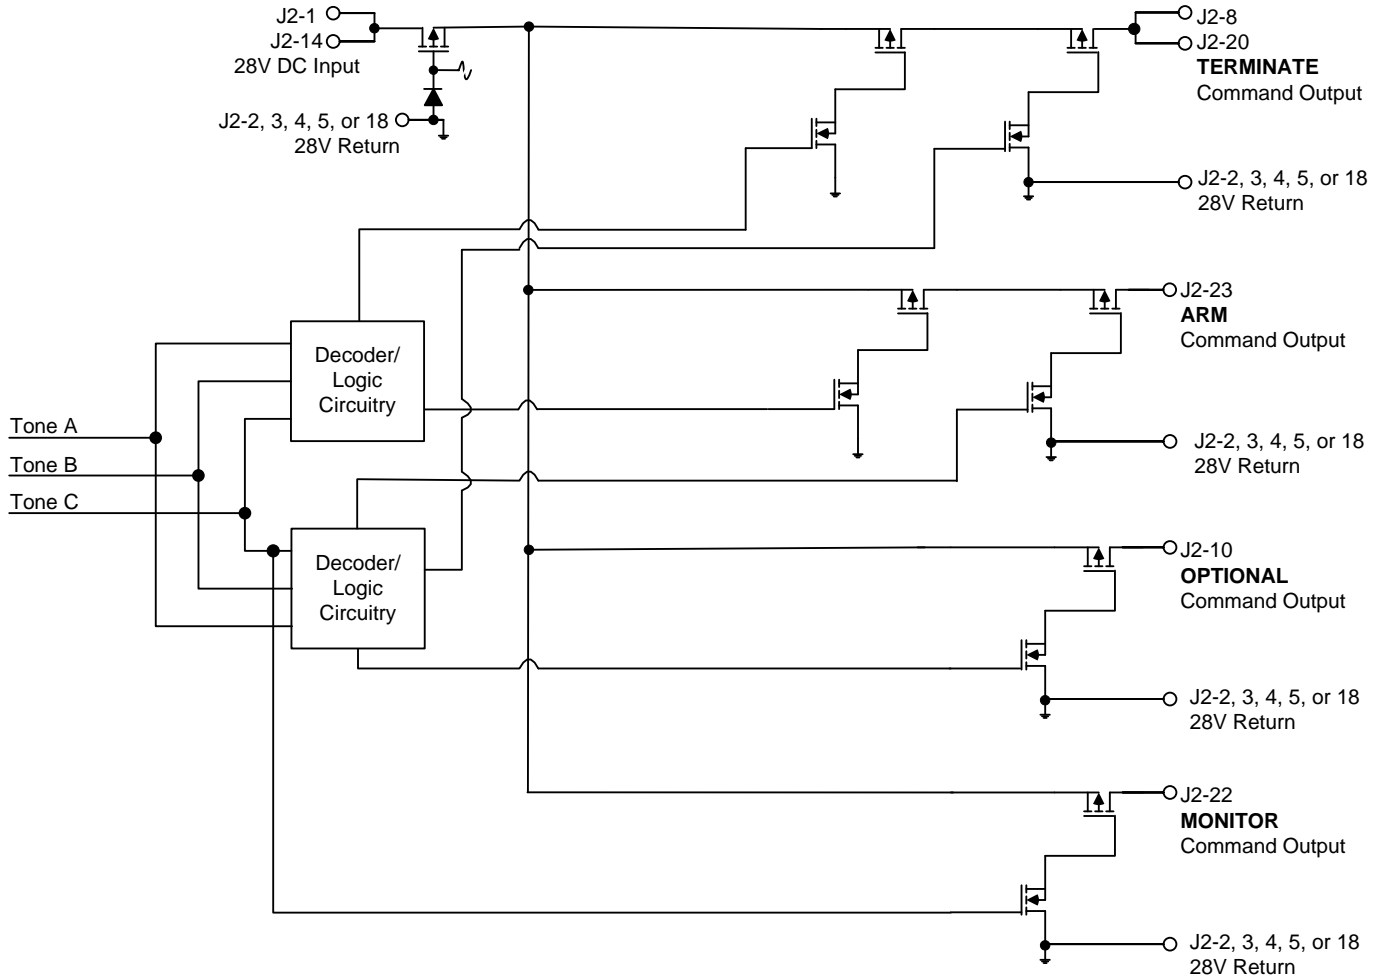 J2-1
J2-14
28V DC Input
J2-2, 3, 4, 5, or 18
28V Return
J2-8
J2-20
TERMINATE
Command Output
J2-2, 3, 4, 5, or 18
28V Return
J2-23
ARM
Command Output
J2-2, 3, 4, 5, or 18
28V Return
Decoder/
Logic
Circuitry
Tone A
Tone B
Tone C
Decoder/
Logic
Circuitry
J2-10
OPTIONAL
Command Output
J2-2, 3, 4, 5, or 18
28V Return
J2-22
MONITOR
Command Output
J2-2, 3, 4, 5, or 18
28V Return